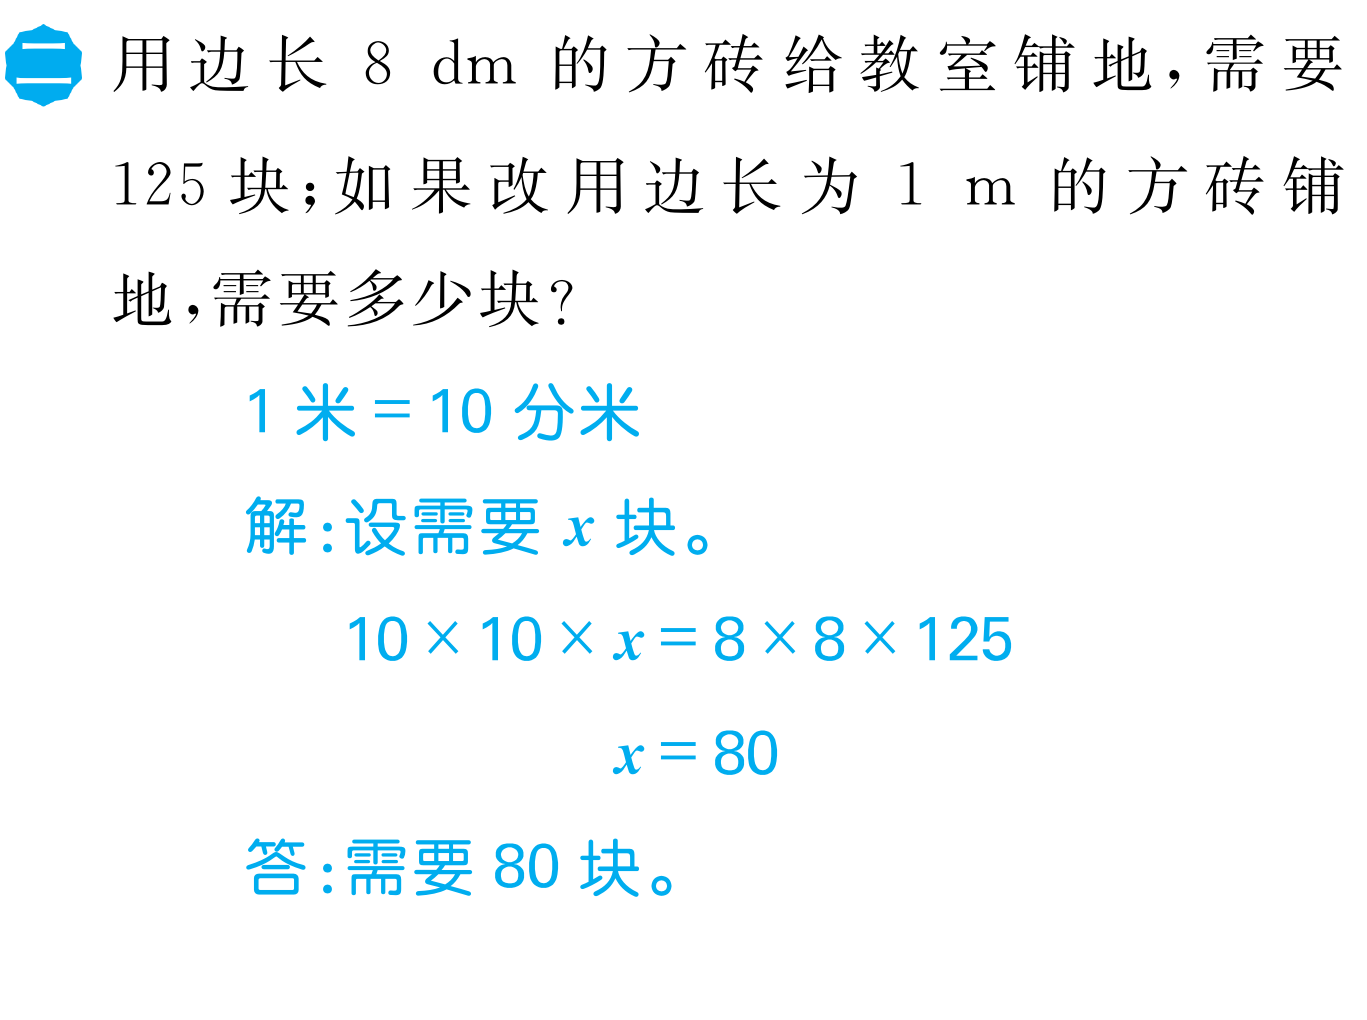 二 用边长 8 dm 的方砖给教室铺地,需要
125 块;如果改用边长为 1 m 的方砖铺
地,需要多少块?
1 米 = 10 分米
解:设需要 x 块。
10 × 10 × x = 8 × 8 × 125
x = 80
答:需要 80 块。